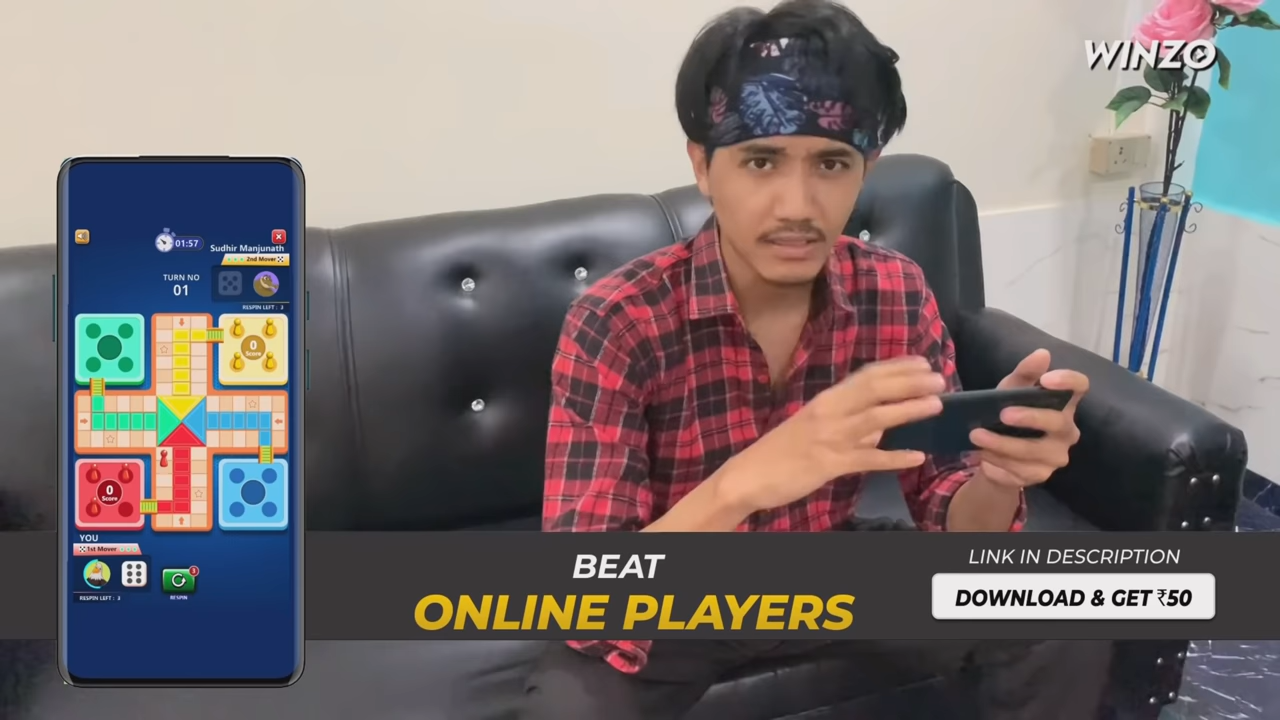 WINZO
01:57
Sudhir Manjunath
2nd Mover
TURN NO
01
RESPIN LEFT : 3
0
Score
0
Score
YOU
1st Mover
3
RESPIN LEFT : 3
RESPIN
BEAT
ONLINE PLAYERS
LINK IN DESCRIPTION
DOWNLOAD & GET ₹50